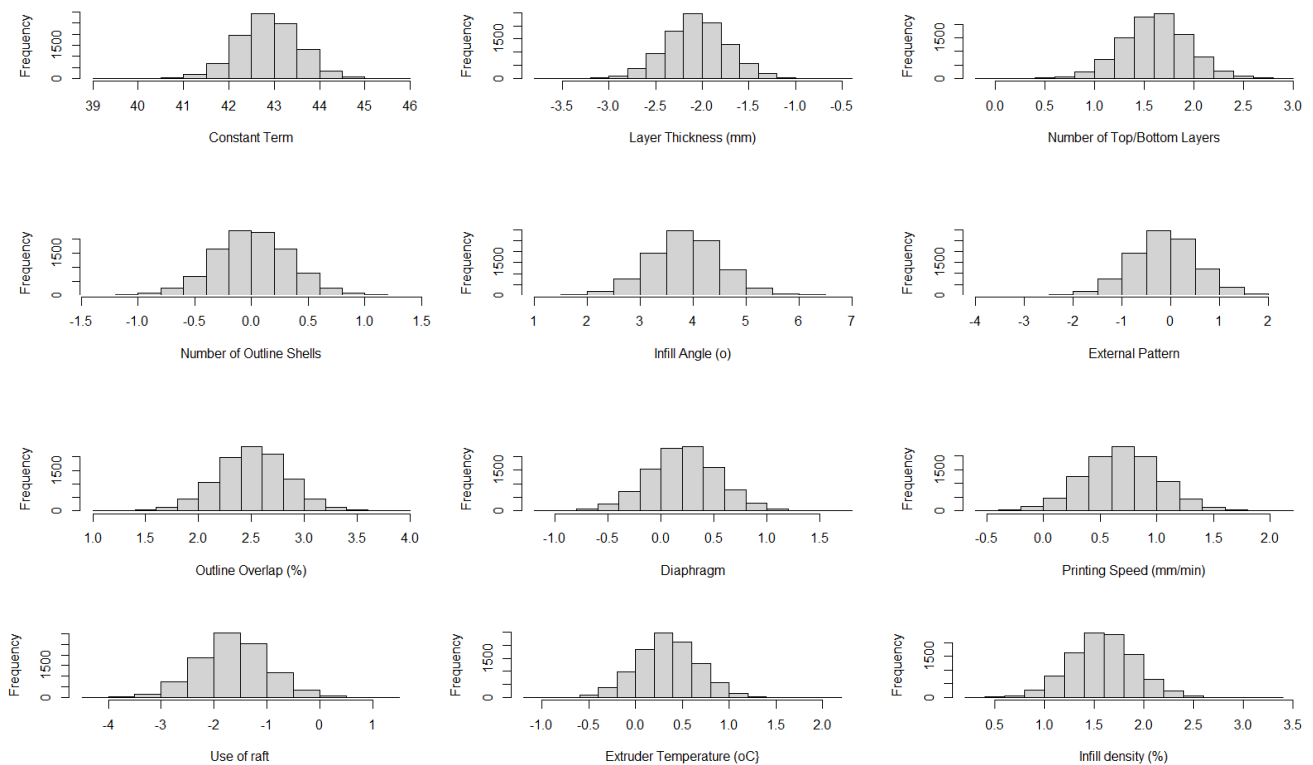 Frequency
1500
0
39 40 41 42 43 44 45 46
Constant Term
Frequency
1500
0
-3.5 -2.5 -2.0 -1.5 -1.0 -0.5
Layer Thickness (mm)
Frequency
1500
0
0.0 0.5 1.0 1.5 2.0 2.5 3.0
Number of Top/Bottom Layers
Frequency
1500
0
-1.5 -1.0 -0.5 0.0 0.5 1.0 1.5
Number of Outline Shells
Frequency
1500
0
1 2 3 4 5 6 7
Infill Angle (o)
Frequency
1500
0
-4 -3 -2 -1 0 1 2
External Pattern
Frequency
1500
0
1.0 1.5 2.0 2.5 3.0 3.5 4.0
Outline Overlap (%)
Frequency
1500
0
-1.0 -0.5 0.0 0.5 1.0 1.5
Diaphragm
Frequency
1500
0
-0.5 0.0 0.5 1.0 1.5 2.0
Printing Speed (mm/min)
Frequency
1500
0
-4 -3 -2 -1 0 1
Use of raft
Frequency
1500
0
-1.0 -0.5 0.0 0.5 1.0 1.5 2.0
Extruder Temperature (oC}
Frequency
1500
0
0.5 1.0 1.5 2.0 2.5 3.0 3.5
Infill density (%)